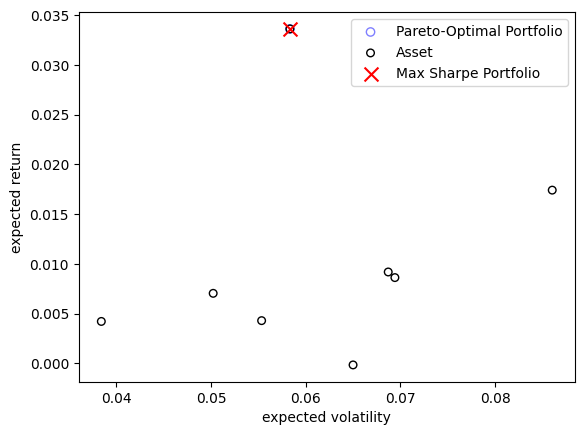 0.035
0.030
0.025
0.020
0.015
0.010
0.005
0.000
expected return
Pareto-Optimal Portfolio
Asset
Max Sharpe Portfolio
0.04 0.05 0.06 0.07 0.08
expected volatility